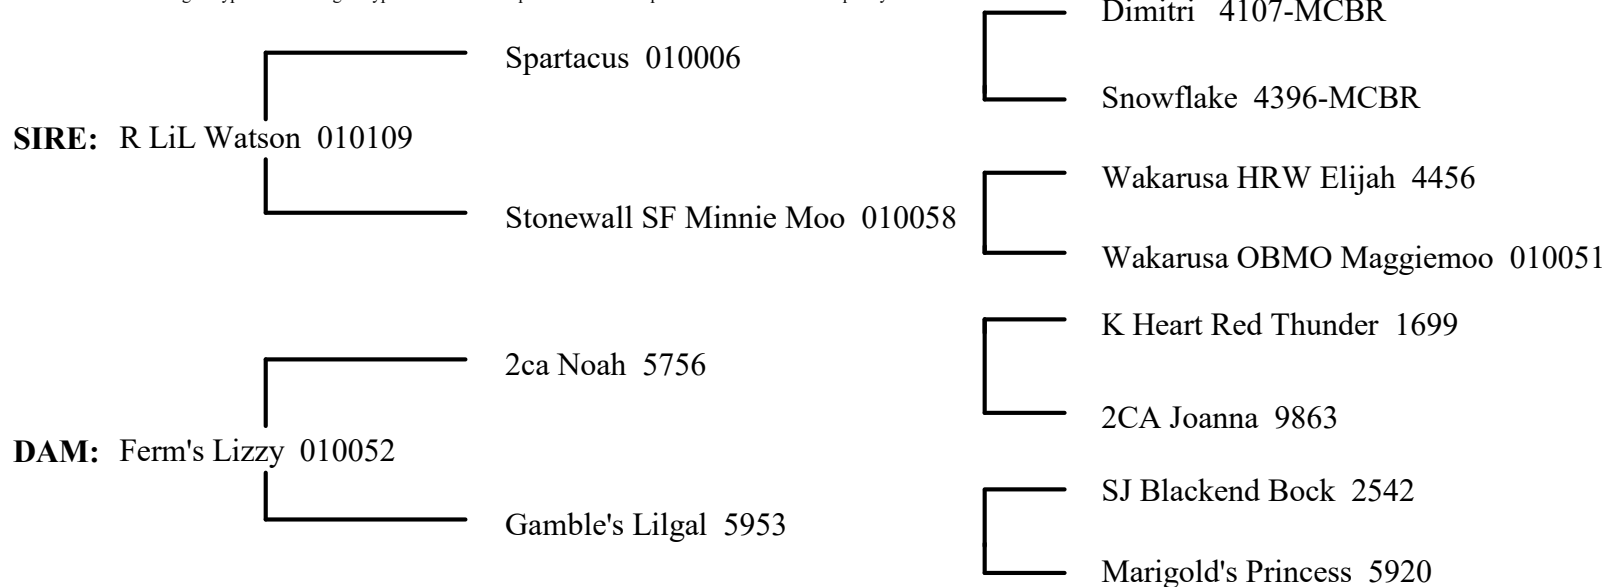 Dimitri 4107-MCBR
Spartacus 010006
Snowflake 4396-MCBR
SIRE: R LiL Watson 010109
Wakarusa HRW Elijah 4456
Stonewall SF Minnie Moo 010058
Wakarusa OBMO Maggiemoo 010051
K Heart Red Thunder 1699
2ca Noah 5756
2CA Joanna 9863
DAM: Ferm's Lizzy 010052
SJ Blackend Bock 2542
Gamble's Lilgal 5953
Marigold's Princess 5920